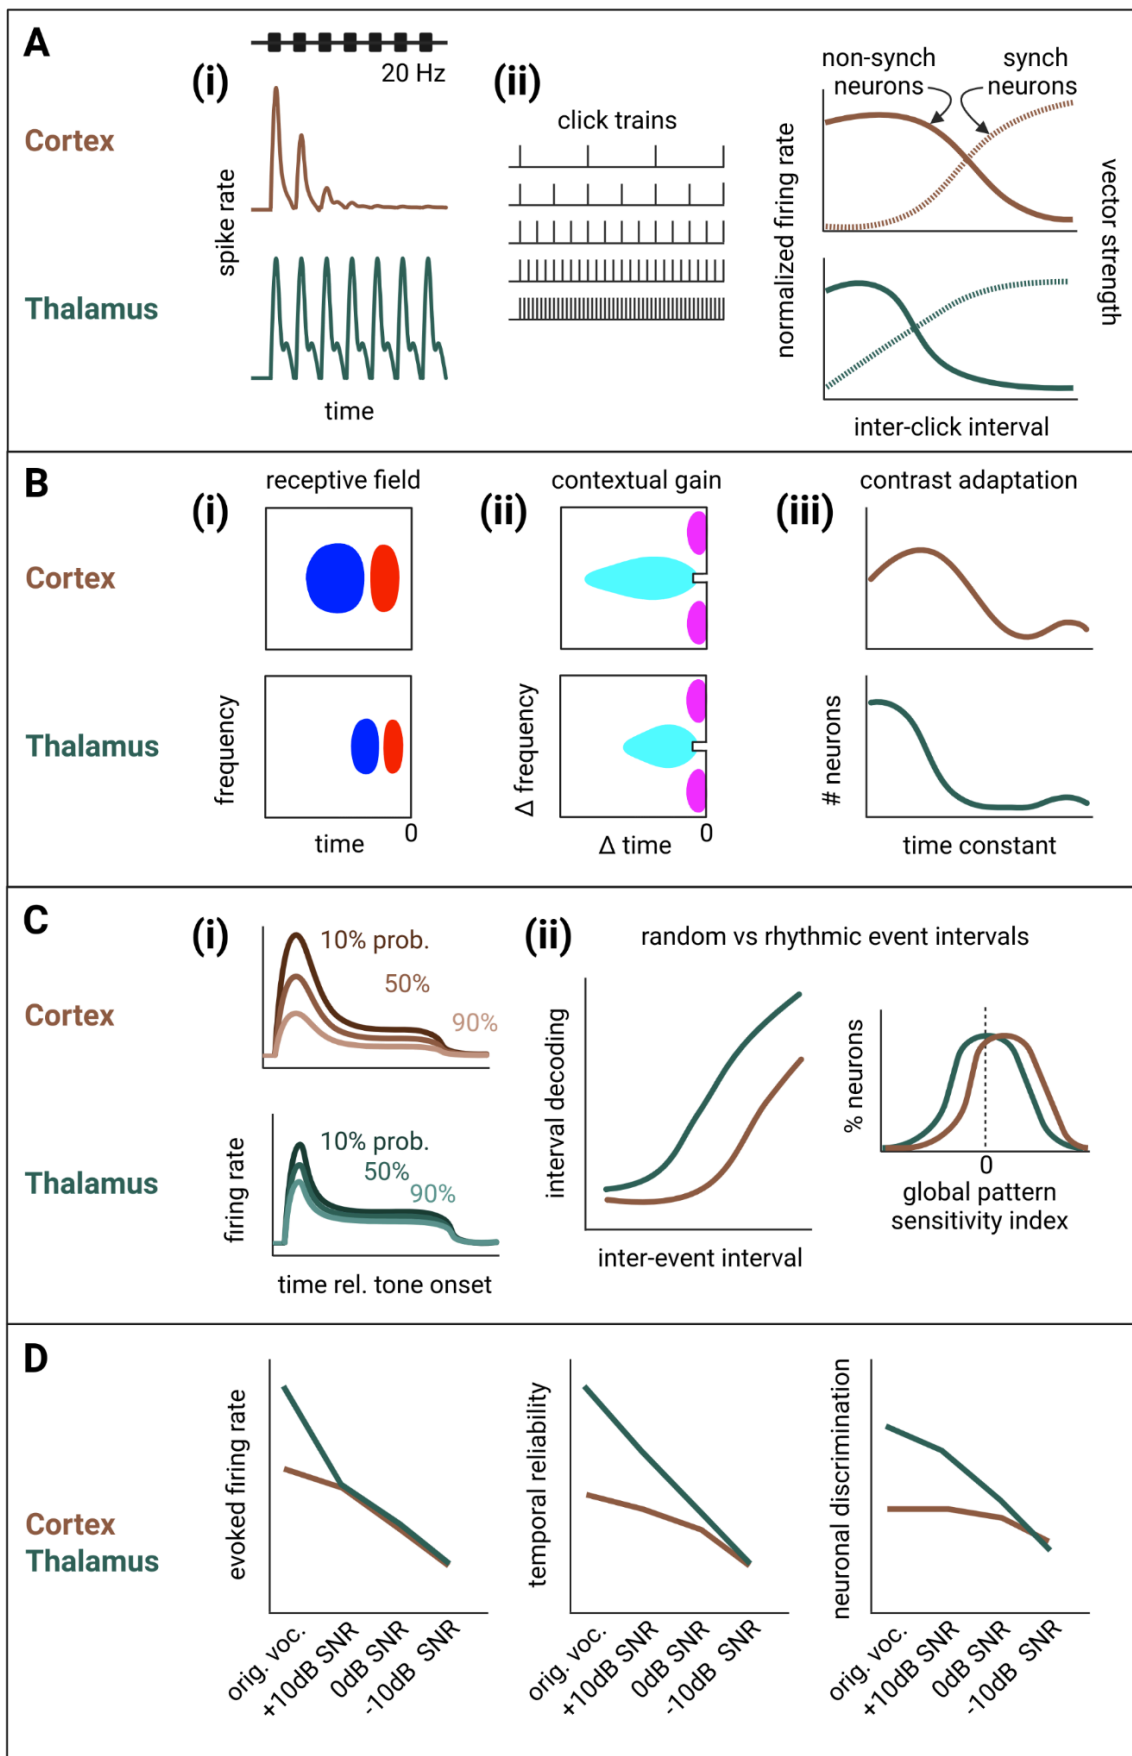 A
(i)
20 Hz
(ii)
click trains
non-synch
neurons
synch
neurons
Cortex
Thalamus
spike rate
time
normalized firing rate
vector strength
inter-click interval
B
(i)
receptive field
(ii)
contextual gain
(iii)
contrast adaptation
Cortex
Thalamus
frequency
time
0
Δ frequency
Δ time
0
# neurons
time constant
C
(i)
10% prob.
50%
90%
Cortex
10% prob.
50%
90%
Thalamus
firing rate
time rel. tone onset
(ii)
random vs rhythmic event intervals
interval decoding
inter-event interval
% neurons
0
global pattern
sensitivity index
D
Cortex
Thalamus
evoked firing rate
orig. voc.
+10dB SNR
0dB SNR
-10dB SNR
temporal reliability
orig. voc.
+10dB SNR
0dB SNR
-10dB SNR
neuronal discrimination
orig. voc.
+10dB SNR
0dB SNR
-10dB SNR